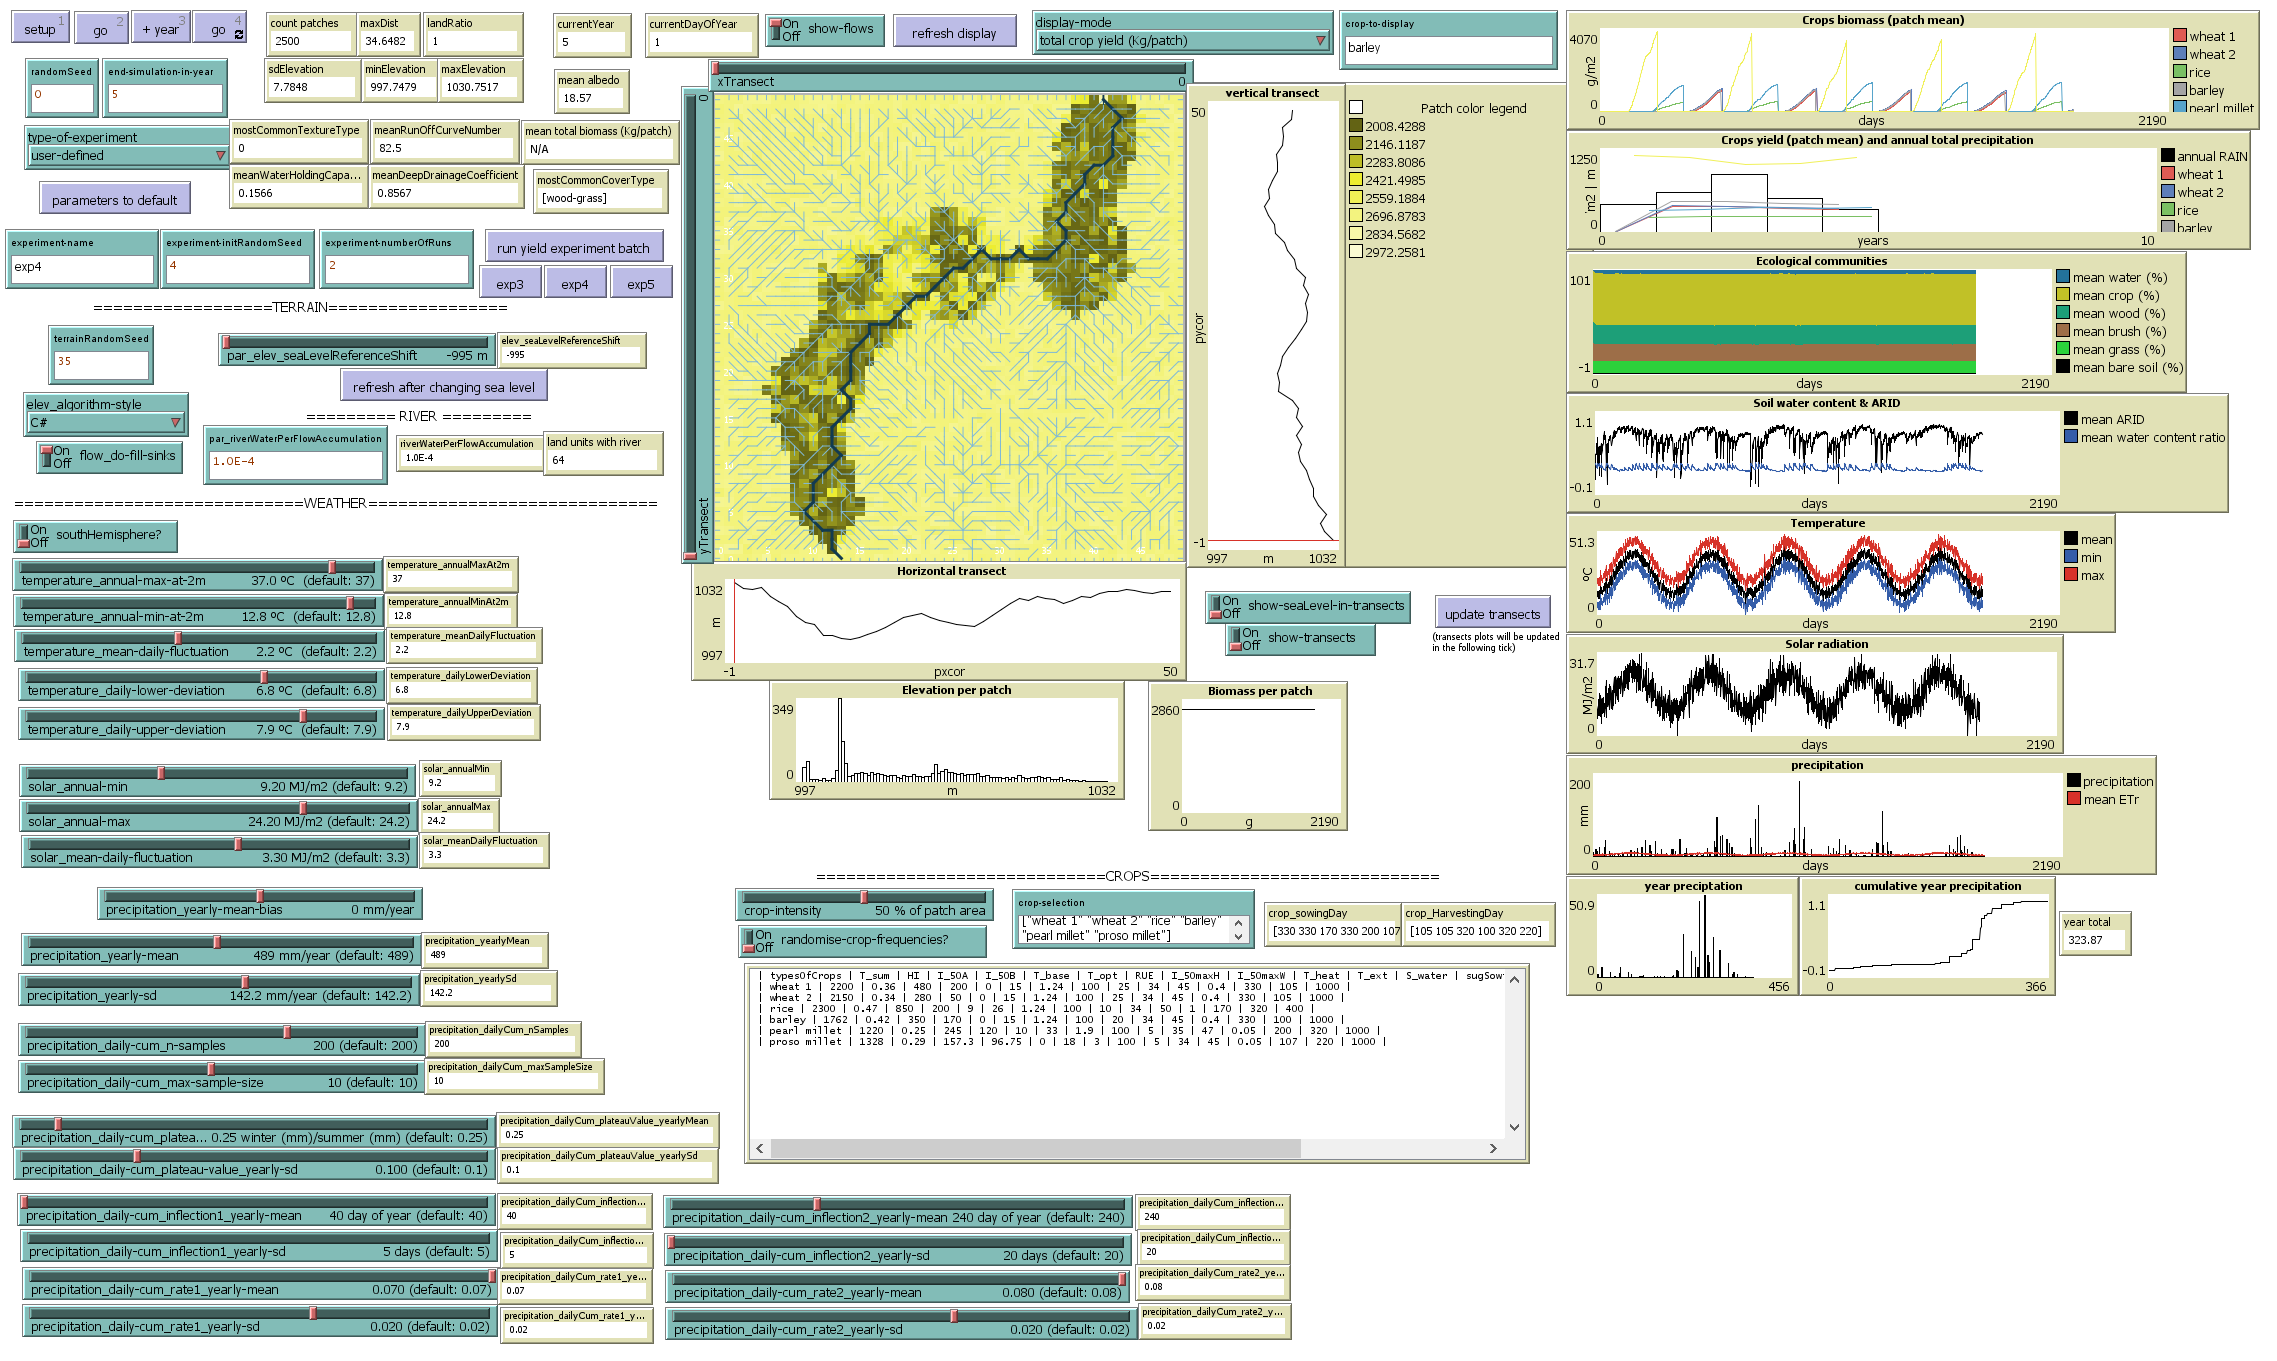 setup 1
go 2
+ year 3
go 4
count patches
2500
maxDist
34.6482
landRatio
1
currentYear
5
currentDayOfYear
1
On
Off
show-flows
refresh display
display-mode
total crop yield (Kg/patch)
crop-to-display
barley
randomSeed
0
end-simulation-in-year
5
sdElevation
7.7848
minElevation
997.7479
maxElevation
1030.7517
mean albedo
18.57
type-of-experiment
user-defined
mostCommonTextureType
0
meanRunOffCurveNumber
82.5
mean total biomass (Kg/patch)
N/A
parameters to default
meanWaterHoldingCapa...
0.1566
meanDeepDrainageCoefficient
0.8567
mostCommonCoverType
[wood-grass]
experiment-name
exp4
experiment-initRandomSeed
4
experiment-numberOfRuns
2
run yield experiment batch
exp3
exp4
exp5
==================TERRAIN==================
terrainRandomSeed
35
par_elev_seaLevelReferenceShift -995 m
elev_seaLevelReferenceShift
-995
refresh after changing sea level
elev_algorithm-style
C#
========= RIVER =========
On
Off
flow_do-fill-sinks
par_riverWaterPerFlowAccumulation
1.0E-4
riverWaterPerFlowAccumulation
1.0E-4
land units with river
64
=============================WEATHER=============================
On
Off
southHemisphere?
temperature_annual-max-at-2m 37.0 ºC (default: 37)
temperature_annualMaxAt2m
37
temperature_annual-min-at-2m 12.8 ºC (default: 12.8)
temperature_annualMinAt2m
12.8
temperature_mean-daily-fluctuation 2.2 ºC (default: 2.2)
temperature_meanDailyFluctuation
2.2
temperature_daily-lower-deviation 6.8 ºC (default: 6.8)
temperature_dailyLowerDeviation
6.8
temperature_daily-upper-deviation 7.9 ºC (default: 7.9)
temperature_dailyUpperDeviation
7.9
solar_annual-min 9.20 MJ/m2 (default: 9.2)
solar_annualMin
9.2
solar_annual-max 24.20 MJ/m2 (default: 24.2)
solar_annualMax
24.2
solar_mean-daily-fluctuation 3.30 MJ/m2 (default: 3.3)
solar_meanDailyFluctuation
3.3
precipitation_yearly-mean-bias 0 mm/year
precipitation_yearly-mean 489 mm/year (default: 489)
precipitation_yearlyMean
489
precipitation_yearly-sd 142.2 mm/year (default: 142.2)
precipitation_yearlySd
142.2
precipitation_daily-cum_n-samples 200 (default: 200)
precipitation_dailyCum_nSamples
200
precipitation_daily-cum_max-sample-size 10 (default: 10)
precipitation_dailyCum_maxSampleSize
10
precipitation_daily-cum_platea... 0.25 winter (mm)/summer (mm) (default: 0.25)
precipitation_dailyCum_plateauValue_yearlyMean
0.25
precipitation_daily-cum_plateau-value_yearly-sd 0.100 (default: 0.1)
precipitation_dailyCum_plateauValue_yearlySd
0.1
precipitation_daily-cum_inflection1_yearly-mean 40 day of year (default: 40)
precipitation_dailyCum_inflection...
40
precipitation_daily-cum_inflection1_yearly-sd 5 days (default: 5)
precipitation_dailyCum_inflectio...
5
precipitation_daily-cum_rate1_yearly-mean 0.070 (default: 0.07)
precipitation_dailyCum_rate1_ye...
0.07
precipitation_daily-cum_rate1_yearly-sd 0.020 (default: 0.02)
precipitation_dailyCum_rate1_y...
0.02
precipitation_daily-cum_inflection2_yearly-mean 240 day of year (default: 240)
precipitation_dailyCum_inflection...
240
precipitation_daily-cum_inflection2_yearly-sd 20 days (default: 20)
precipitation_dailyCum_inflectio...
20
precipitation_daily-cum_rate2_yearly-mean 0.080 (default: 0.08)
precipitation_dailyCum_rate2_ye...
0.08
precipitation_daily-cum_rate2_yearly-sd 0.020 (default: 0.02)
precipitation_dailyCum_rate2_y...
0.02
xTransect 0
yTransect 0
vertical transect
50
pycor
-1
997 m 1032
Patch color legend
2008.4288
2146.1187
2283.8086
2421.4985
2559.1884
2696.8783
2834.5682
2972.2581
Horizontal transect
1032
m
997
-1 pxcor 50
On
Off
show-seaLevel-in-transects
On
Off
show-transects
update transects
(transects plots will be updated
in the following tick)
Elevation per patch
349
0
997 m 1032
Biomass per patch
2860
0
0 g 2190
=============================CROPS=============================
crop-intensity 50 % of patch area
On
Off
randomise-crop-frequencies?
crop-selection
["wheat 1" "wheat 2" "rice" "barley"
"pearl millet" "proso millet"]
crop_sowingDay
[330 330 170 330 200 107
crop_HarvestingDay
[105 105 320 100 320 220]
| typesOfCrops | T_sum | HI | I_50A | I_50B | T_base | T_opt | RUE | I_50maxH | I_50maxW | T_heat | T_ext | S_water | sugSow
| wheat 1 | 2200 | 0.36 | 480 | 200 | 0 | 15 | 1.24 | 100 | 25 | 34 | 45 | 0.4 | 330 | 105 | 1000 |
| wheat 2 | 2150 | 0.34 | 280 | 50 | 0 | 15 | 1.24 | 100 | 25 | 34 | 45 | 0.4 | 330 | 105 | 1000 |
| rice | 2300 | 0.47 | 850 | 200 | 9 | 26 | 1.24 | 100 | 10 | 34 | 50 | 1 | 170 | 320 | 400 |
| barley | 1762 | 0.42 | 350 | 170 | 0 | 15 | 1.24 | 100 | 20 | 34 | 45 | 0.4 | 330 | 100 | 1000 |
| pearl millet | 1220 | 0.25 | 245 | 120 | 10 | 33 | 1.9 | 100 | 5 | 35 | 47 | 0.05 | 200 | 320 | 1000 |
| proso millet | 1328 | 0.29 | 157.3 | 96.75 | 0 | 18 | 3 | 100 | 5 | 34 | 45 | 0.05 | 107 | 220 | 1000 |
Crops biomass (patch mean)
4070
g/m2
0
0 days 2190
wheat 1
wheat 2
rice
barley
pearl millet
Crops yield (patch mean) and annual total precipitation
1250
m2 | m
0
0 years 10
annual RAIN
wheat 1
wheat 2
rice
barley
Ecological communities
101
-1
0 days 2190
mean water (%)
mean crop (%)
mean wood (%)
mean brush (%)
mean grass (%)
mean bare soil (%)
Soil water content & ARID
1.1
-0.1
0 days 2190
mean ARID
mean water content ratio
Temperature
51.3
ºC
0
0 days 2190
mean
min
max
Solar radiation
31.7
MJ/m2
0
0 days 2190
precipitation
200
mm
0
0 days 2190
precipitation
mean ETr
year preciptation
50.9
0
0 456
cumulative year precipitation
1.1
-0.1
0 366
year total
323.87